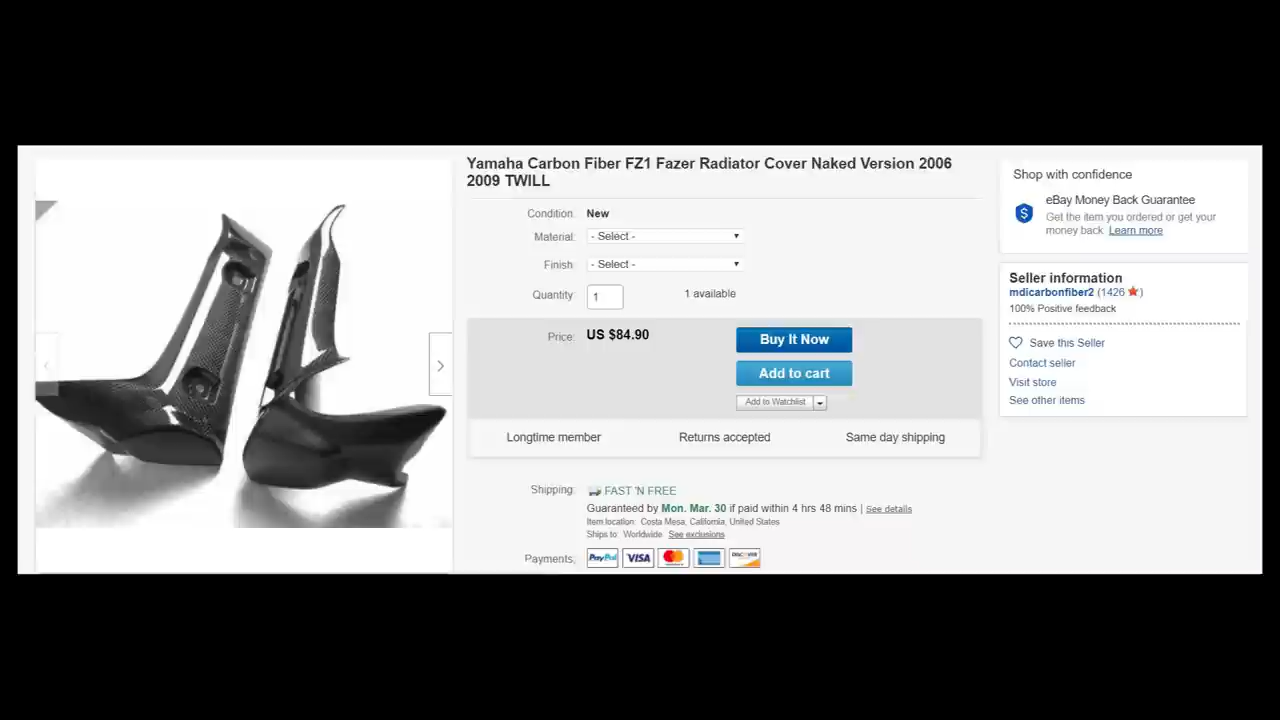 Yamaha Carbon Fiber FZ1 Fazer Radiator Cover Naked Version 2006
2009 TWILL
Condition: New
Material: - Select -
Finish: - Select -
Quantity: 1 1 available
Price: US $84.90
Buy It Now
Add to cart
Add to Watchlist
Longtime member Returns accepted Same day shipping
Shipping: FAST 'N FREE
Guaranteed by Mon. Mar. 30 if paid within 4 hrs 48 mins | See details
Item location: Costa Mesa, California, United States
Ships to: Worldwide See exclusions
Payments: PayPal VISA MasterCard DISCOVER
Shop with confidence
eBay Money Back Guarantee
Get the item you ordered or get your
money back. Learn more
Seller information
mdicarbonfiber2 (1426 )
100% Positive feedback
Save this Seller
Contact seller
Visit store
See other items